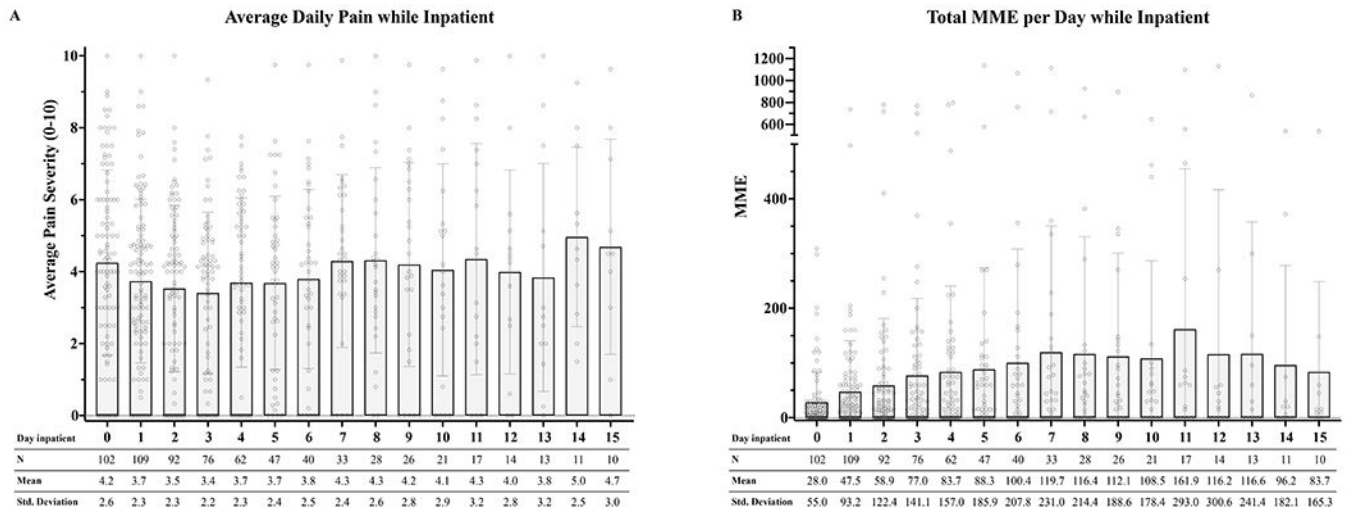 A
Average Daily Pain while Inpatient
Average Pain Severity (0-10)
10
8
6
4
2
0
Day inpatient 0 1 2 3 4 5 6 7 8 9 10 11 12 13 14 15
N 102 109 92 76 62 47 40 33 28 26 21 17 14 13 11 10
Mean 4.2 3.7 3.5 3.4 3.7 3.7 3.8 4.3 4.3 4.2 4.1 4.3 4.0 3.8 5.0 4.7
Std. Deviation 2.6 2.3 2.3 2.2 2.3 2.4 2.5 2.4 2.6 2.8 2.9 3.2 2.8 3.2 2.5 3.0
B
Total MME per Day while Inpatient
MME
1200
1000
800
600
400
200
0
Day inpatient 0 1 2 3 4 5 6 7 8 9 10 11 12 13 14 15
N 102 109 92 76 62 47 40 33 28 26 21 17 14 13 11 10
Mean 28.0 47.5 58.9 77.0 83.7 88.3 100.4 119.7 116.4 112.1 108.5 161.9 116.2 116.6 96.2 83.7
Std. Deviation 55.0 93.2 122.4 141.1 157.0 185.9 207.8 231.0 214.4 188.6 178.4 293.0 300.6 241.4 182.1 165.3